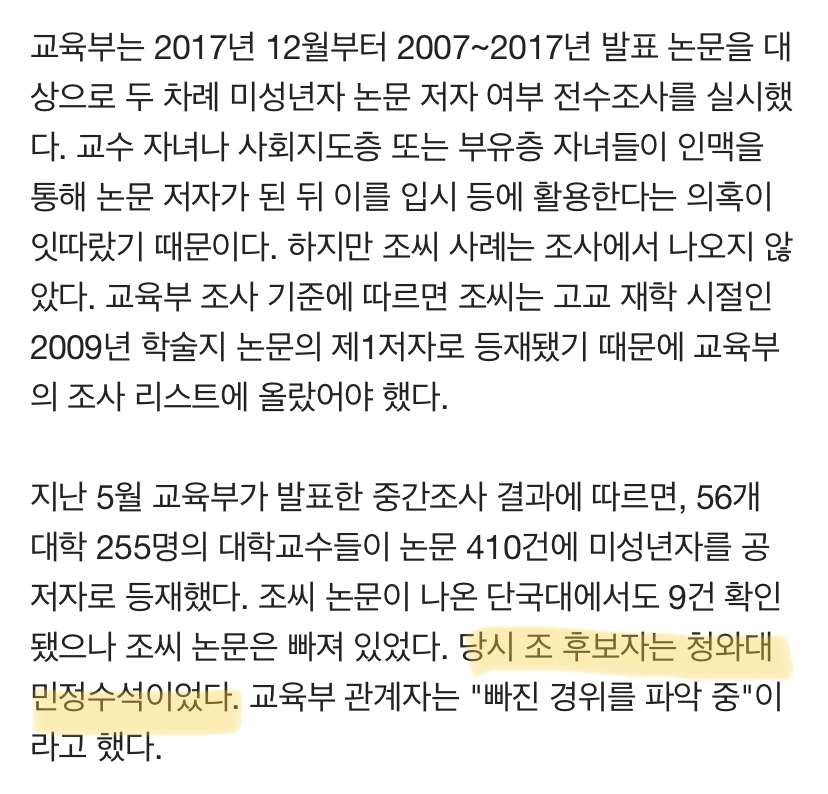 교육부는 2017년 12월부터 2007~2017년 발표 논문을 대
상으로 두 차례 미성년자 논문 저자 여부 전수조사를 실시했
다. 교수 자녀나 사회지도층 또는 부유층 자녀들이 인맥을
통해 논문 저자가 된 뒤 이를 입시 등에 활용한다는 의혹이
잇따랐기 때문이다. 하지만 조씨 사례는 조사에서 나오지 않
았다. 교육부 조사 기준에 따르면 조씨는 고교 재학 시절인
2009년 학술지 논문의 제1저자로 등재됐기 때문에 교육부
의 조사 리스트에 올랐어야 했다.
지난 5월 교육부가 발표한 중간조사 결과에 따르면, 56개
대학 255명의 대학교수들이 논문 410건에 미성년자를 공
저자로 등재했다. 조씨 논문이 나온 단국대에서도 9건 확인
됐으나 조씨 논문은 빠져 있었다. 당시 조 후보자는 청와대
민정수석이었다. 교육부 관계자는 "빠진 경위를 파악 중"이
라고 했다.